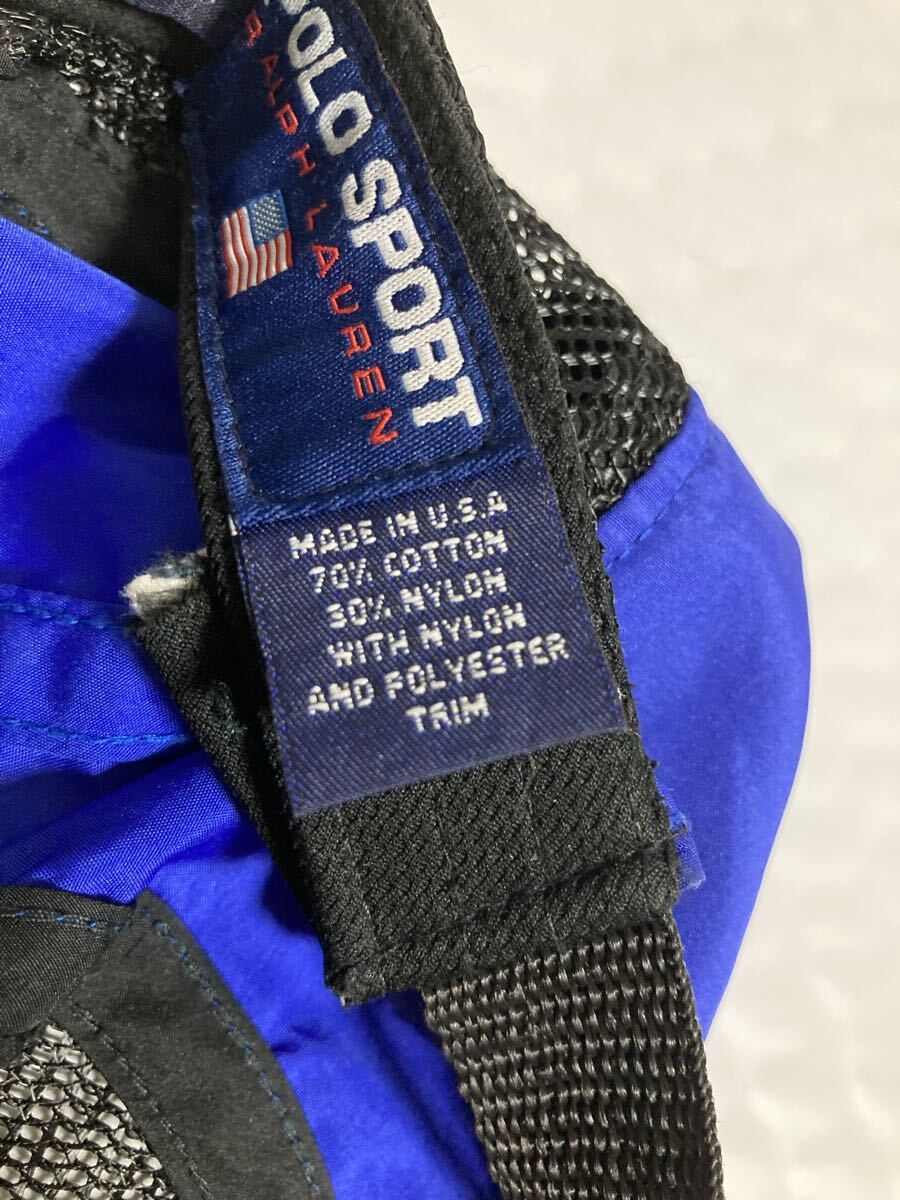 POLO SPORT
RALPH LAUREN
MADE IN U.S.A
70% COTTON
30% NYLON
WITH NYLON
AND POLYESTER
TRIM